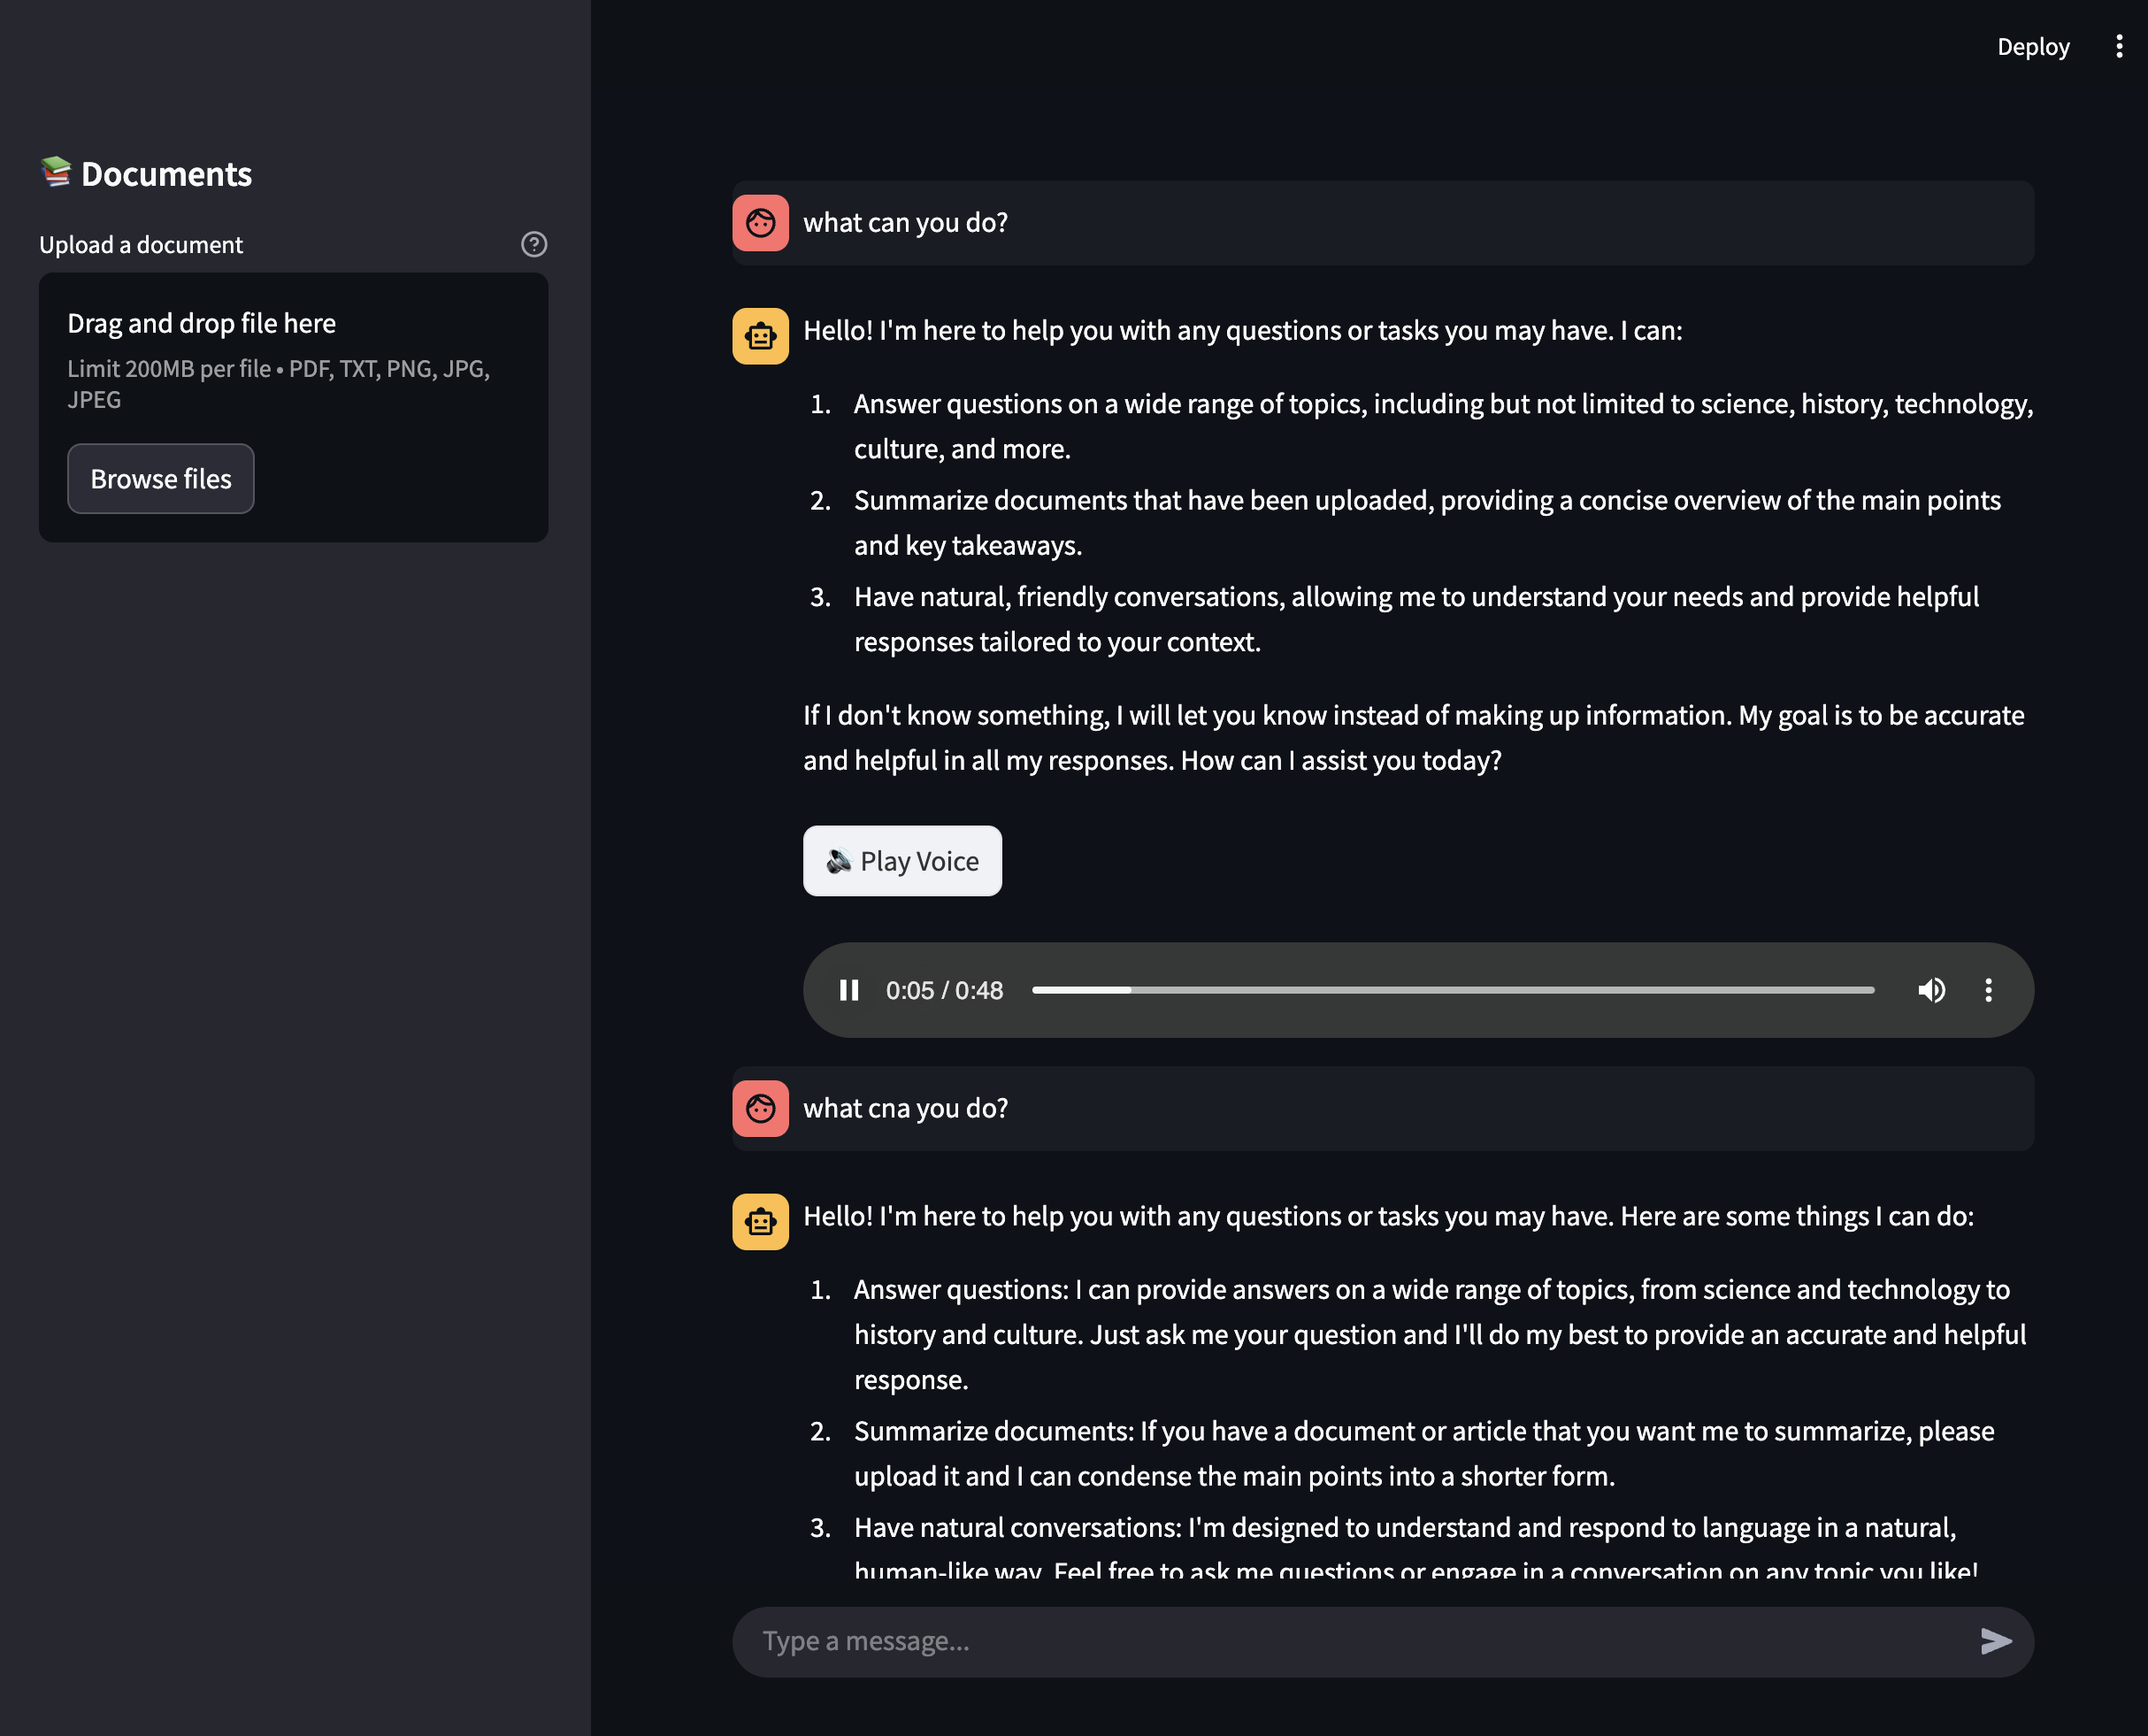 Deploy
Documents
Upload a document
Drag and drop file here
Limit 200MB per file • PDF, TXT, PNG, JPG,
JPEG
Browse files
what can you do?
Hello! I'm here to help you with any questions or tasks you may have. I can:
1. Answer questions on a wide range of topics, including but not limited to science, history, technology,
culture, and more.
2. Summarize documents that have been uploaded, providing a concise overview of the main points
and key takeaways.
3. Have natural, friendly conversations, allowing me to understand your needs and provide helpful
responses tailored to your context.
If I don't know something, I will let you know instead of making up information. My goal is to be accurate
and helpful in all my responses. How can I assist you today?
Play Voice
0:05 / 0:48
what cna you do?
Hello! I'm here to help you with any questions or tasks you may have. Here are some things I can do:
1. Answer questions: I can provide answers on a wide range of topics, from science and technology to
history and culture. Just ask me your question and I'll do my best to provide an accurate and helpful
response.
2. Summarize documents: If you have a document or article that you want me to summarize, please
upload it and I can condense the main points into a shorter form.
3. Have natural conversations: I'm designed to understand and respond to language in a natural,
human-like way. Feel free to ask me questions or engage in a conversation on any topic you like!
Type a message...